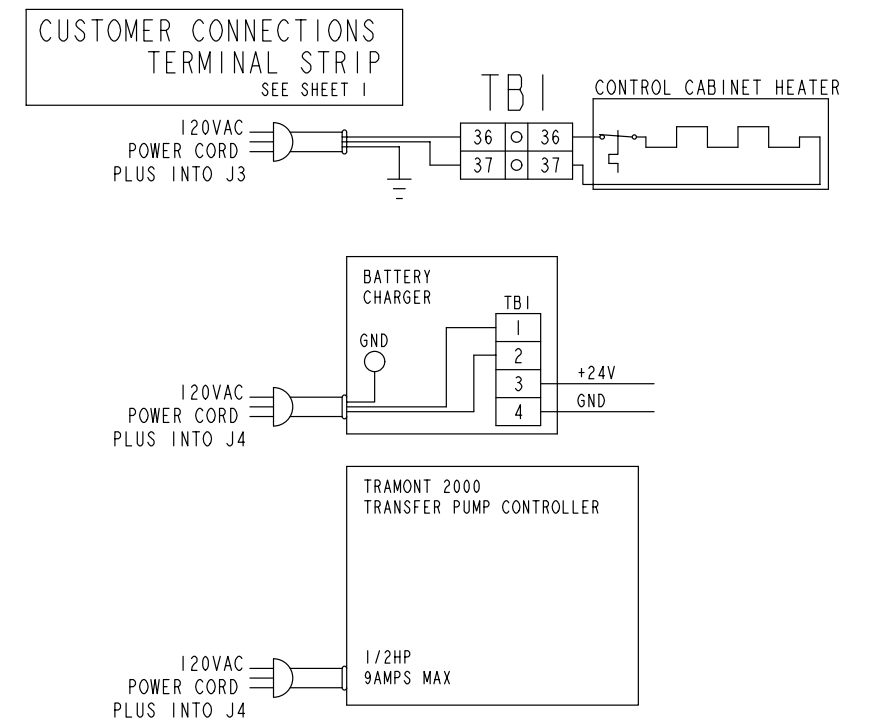 CUSTOMER CONNECTIONS
TERMINAL STRIP
SEE SHEET 1
TB1
CONTROL CABINET HEATER
120VAC
POWER CORD
PLUS INTO J3
36 36
37 37
BATTERY
CHARGER
TB1
GND
1
2
3
4
+24V
GND
120VAC
POWER CORD
PLUS INTO J4
TRAMONT 2000
TRANSFER PUMP CONTROLLER
1/2HP
9AMPS MAX
120VAC
POWER CORD
PLUS INTO J4